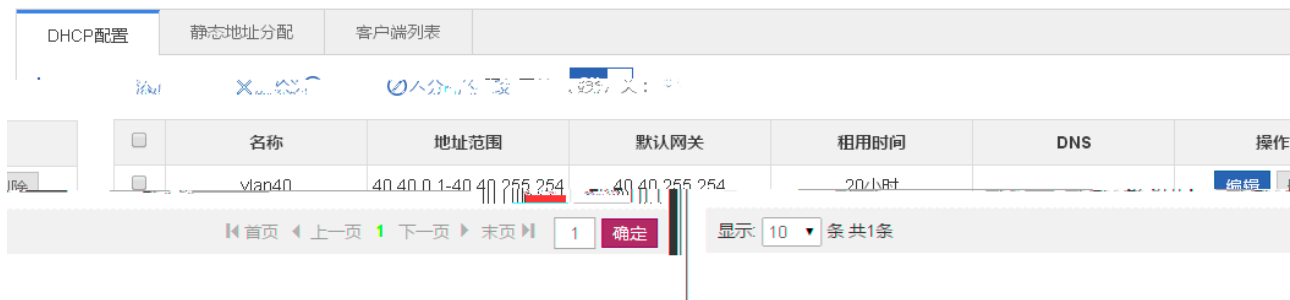 DHCP配置 静态地址分配 客户端列表
名称 地址范围 默认网关 租用时间 DNS 操作
vlan40 40.40.0.1-40.40.255.254 40.40.255.254 20小时 编辑
首页 上一页 1 下一页 末页 1 确定 显示: 10 条 共1条